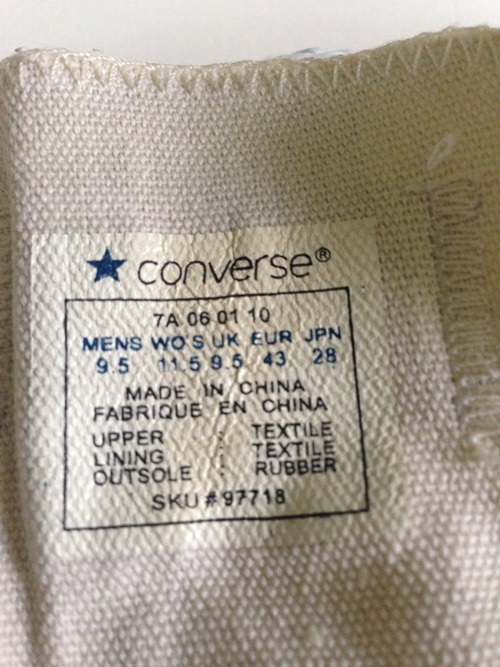 converse®
7A 06 01 10
MENS WO'S UK EUR JPN
9.5 11.5 9.5 43 28
MADE IN CHINA
FABRIQUE EN CHINA
UPPER : TEXTILE
LINING : TEXTILE
OUTSOLE : RUBBER
SKU # 97718